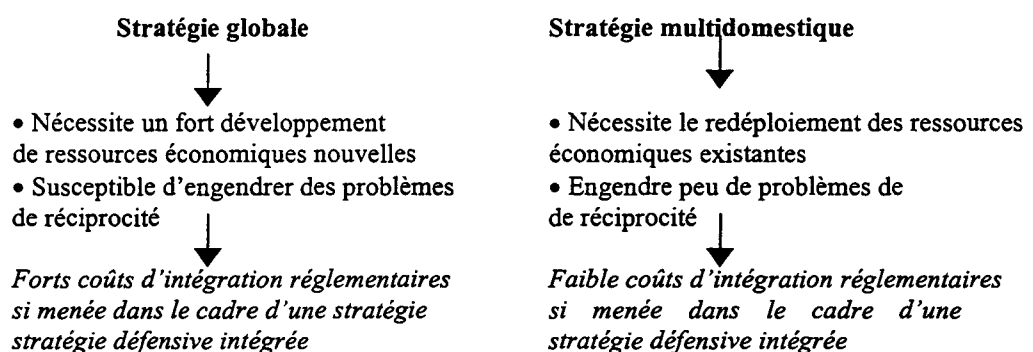 Stratégie globale
• Nécessite un fort développement
de ressources économiques nouvelles
• Susceptible d'engendrer des problèmes
de réciprocité
Forts coûts d'intégration réglementaires
si menée dans le cadre d'une stratégie
stratégie défensive intégrée
Stratégie multidomestique
• Nécessite le redéploiement des ressources
économiques existantes
• Engendre peu de problèmes de
de réciprocité
Faible coûts d'intégration réglementaires
si menée dans le cadre d'une
stratégie défensive intégrée